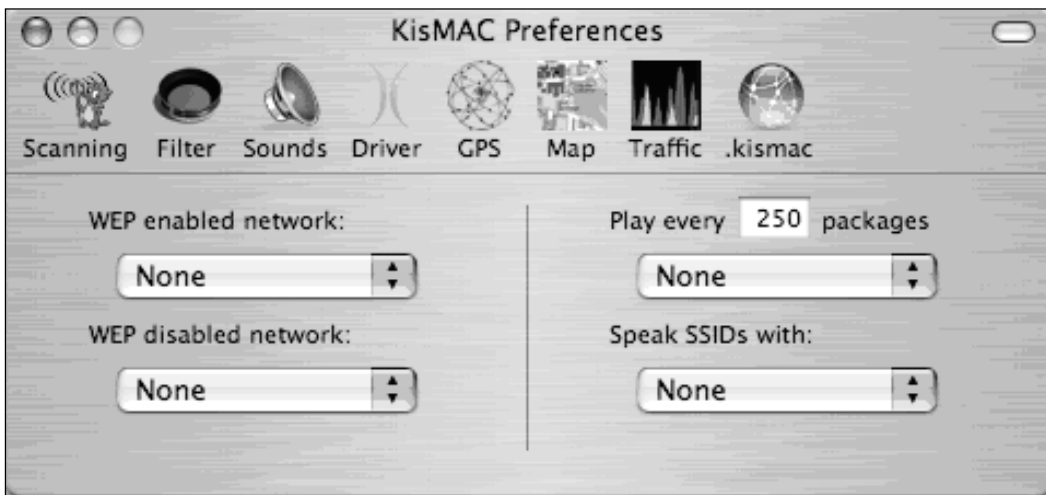 KisMAC Preferences
Scanning Filter Sounds Driver GPS Map Traffic .kismac
WEP enabled network:
None
WEP disabled network:
None
Play every 250 packages
None
Speak SSIDs with:
None